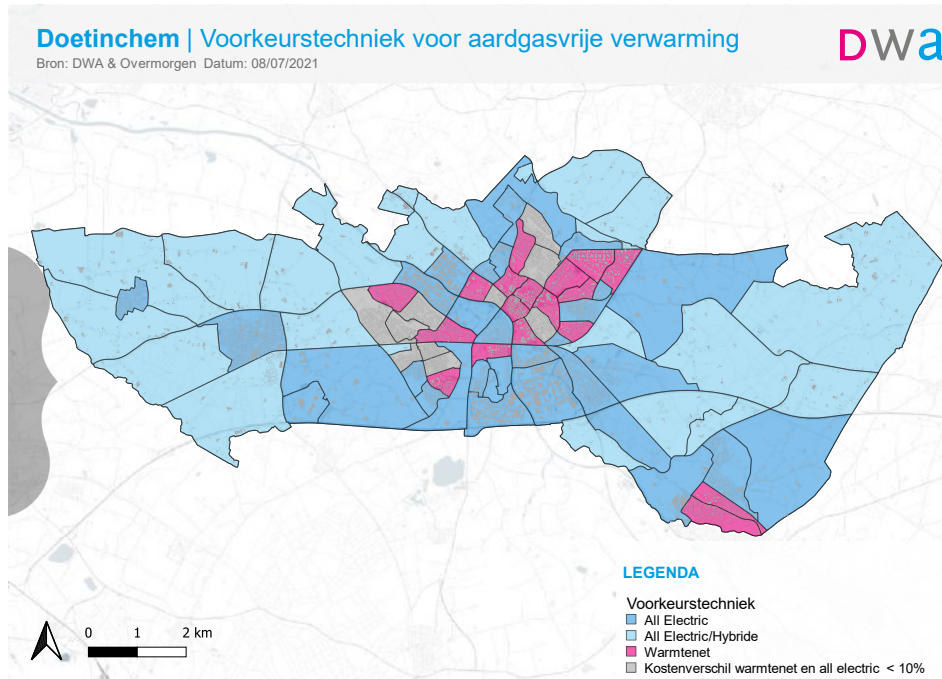 Doetinchem | Voorkeurstechniek voor aardgasvrije verwarming
Bron: DWA & Overmorgen Datum: 08/07/2021
DWa
LEGENDA
Voorkeurstechniek
All Electric
All Electric/Hybride
Warmtenet
Kostenverschil warmtenet en all electric < 10%
0 1 2 km